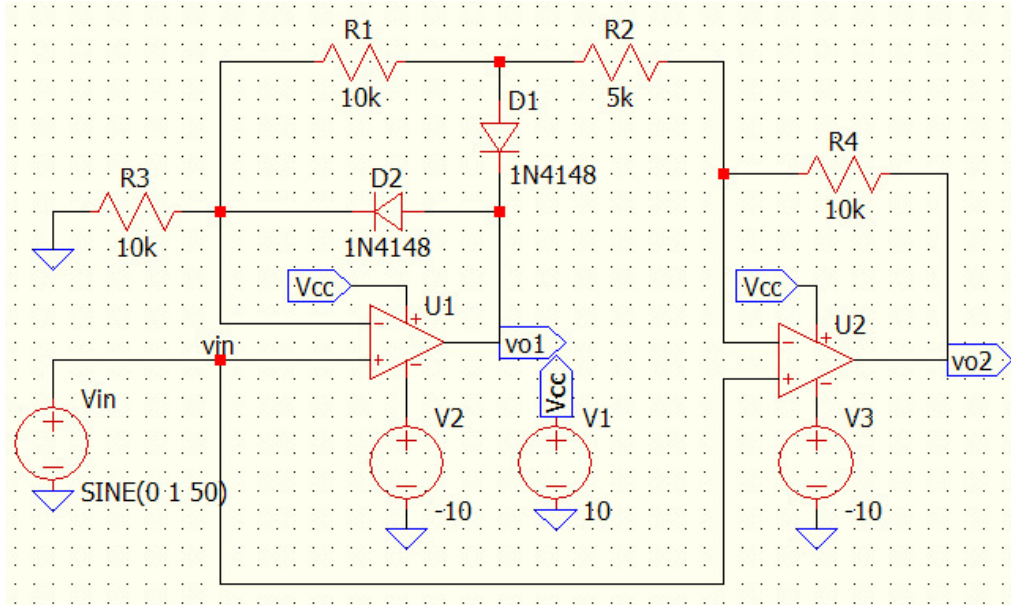 R1
10k
R2
5k
D1
1N4148
R4
10k
R3
10k
D2
1N4148
Vcc
U1
Vcc
U2
vin
vo1
vo2
Vin
SINE(0 1 50)
V2
-10
Vcc
V1
10
V3
-10